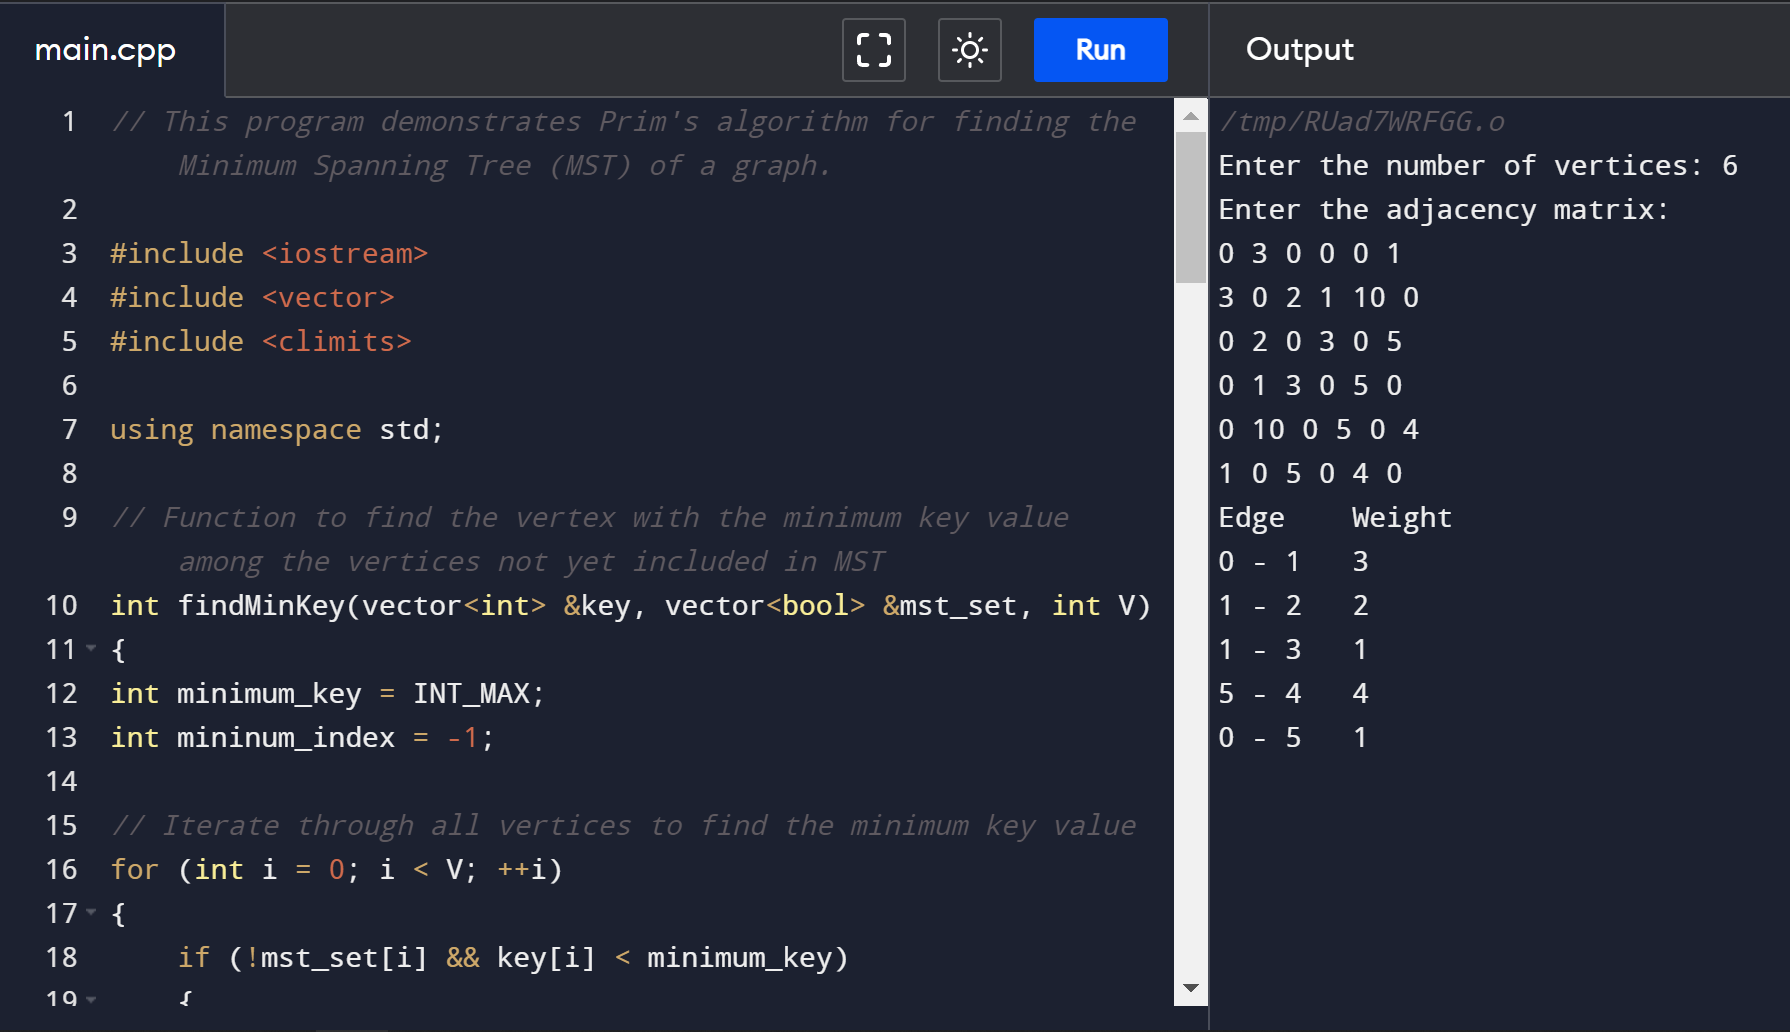 main.cpp
Run
Output
1 // This program demonstrates Prim's algorithm for finding the
Minimum Spanning Tree (MST) of a graph.
2
3 #include <iostream>
4 #include <vector>
5 #include <climits>
6
7 using namespace std;
8
9 // Function to find the vertex with the minimum key value
among the vertices not yet included in MST
10 int findMinKey(vector<int> &key, vector<bool> &mst_set, int V)
11 {
12 int minimum_key = INT_MAX;
13 int mininum_index = -1;
14
15 // Iterate through all vertices to find the minimum key value
16 for (int i = 0; i < V; ++i)
17 {
18 if (!mst_set[i] && key[i] < minimum_key)
19 {
/tmp/RUad7WRFGG.o
Enter the number of vertices: 6
Enter the adjacency matrix:
0 3 0 0 0 1
3 0 2 1 10 0
0 2 0 3 0 5
0 1 3 0 5 0
0 10 0 5 0 4
1 0 5 0 4 0
Edge Weight
0 - 1 3
1 - 2 2
1 - 3 1
5 - 4 4
0 - 5 1